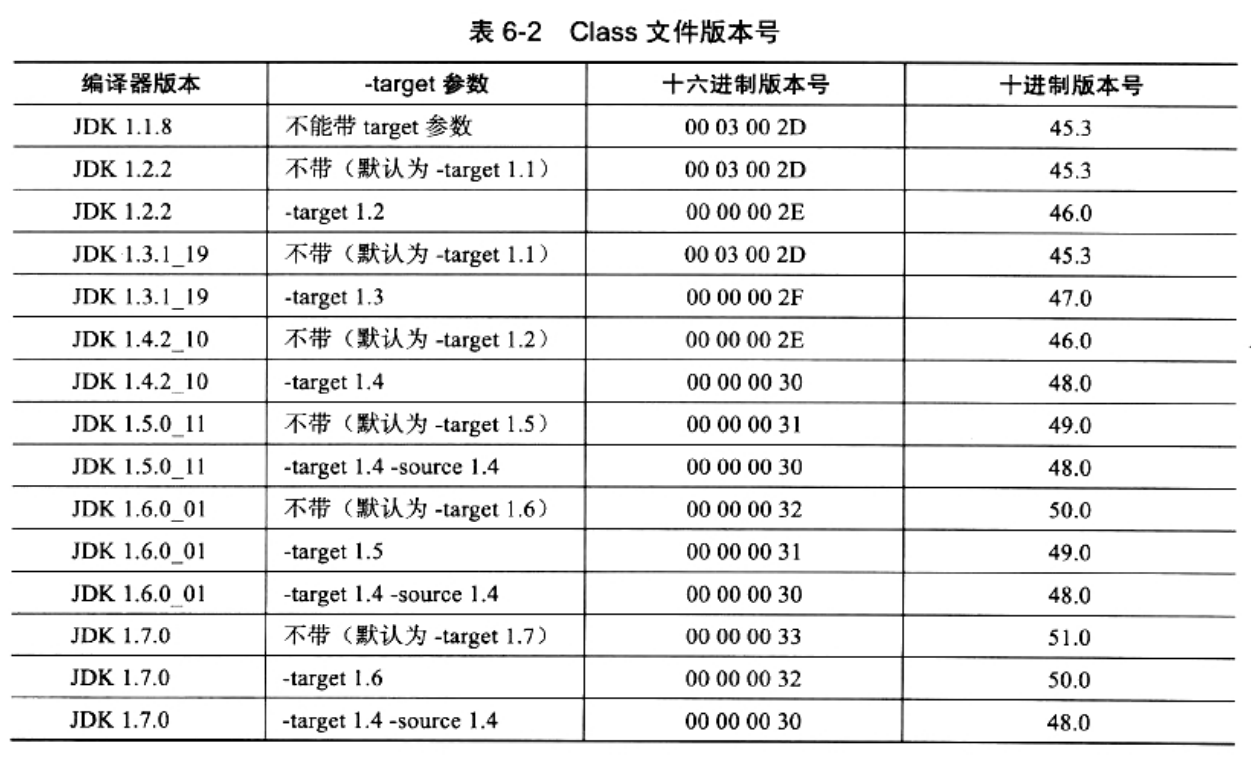 表 6-2 Class 文件版本号
编译器版本 -target 参数 十六进制版本号 十进制版本号
JDK 1.1.8 不能带 target 参数 00 03 00 2D 45.3
JDK 1.2.2 不带（默认为 -target 1.1） 00 03 00 2D 45.3
JDK 1.2.2 -target 1.2 00 00 00 2E 46.0
JDK 1.3.1_19 不带（默认为 -target 1.1） 00 03 00 2D 45.3
JDK 1.3.1_19 -target 1.3 00 00 00 2F 47.0
JDK 1.4.2_10 不带（默认为 -target 1.2） 00 00 00 2E 46.0
JDK 1.4.2_10 -target 1.4 00 00 00 30 48.0
JDK 1.5.0_11 不带（默认为 -target 1.5） 00 00 00 31 49.0
JDK 1.5.0_11 -target 1.4 -source 1.4 00 00 00 30 48.0
JDK 1.6.0_01 不带（默认为 -target 1.6） 00 00 00 32 50.0
JDK 1.6.0_01 -target 1.5 00 00 00 31 49.0
JDK 1.6.0_01 -target 1.4 -source 1.4 00 00 00 30 48.0
JDK 1.7.0 不带（默认为 -target 1.7） 00 00 00 33 51.0
JDK 1.7.0 -target 1.6 00 00 00 32 50.0
JDK 1.7.0 -target 1.4 -source 1.4 00 00 00 30 48.0